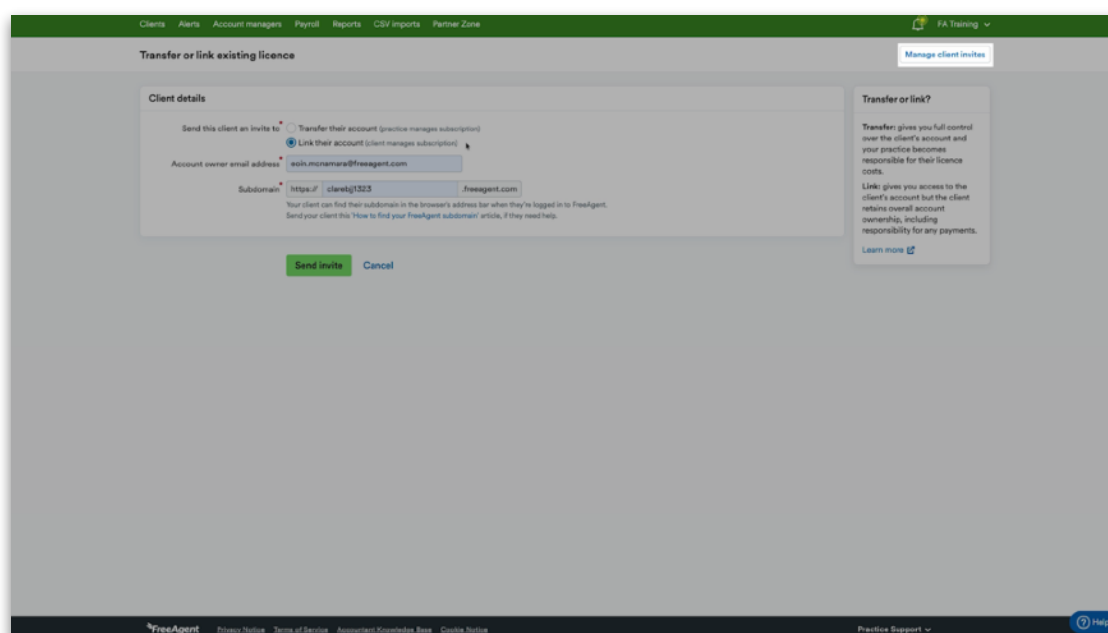 Clients Alerts Account managers Payroll Reports CSV imports Partner Zone FA Training
Transfer or link existing licence
Manage client invites
Client details
Send this client an invite to * Transfer their account (practice manages subscription)
Link their account (client manages subscription)
Account owner email address * eoin.mcnamara@freeagent.com
Subdomain * https:// clarebjj1323 .freeagent.com
Your client can find their subdomain in the browser's address bar when they're logged in to FreeAgent.
Send your client this 'How to find your FreeAgent subdomain' article, if they need help.
Send invite Cancel
Transfer or link?
Transfer: gives you full control
over the client's account and
your practice becomes
responsible for their licence
costs.
Link: gives you access to the
client's account but the client
retains overall account
ownership, including
responsibility for any payments.
Learn more
FreeAgent Privacy Notice Terms of Service Accountant Knowledge Base Cookie Notice
Practice Support
Help